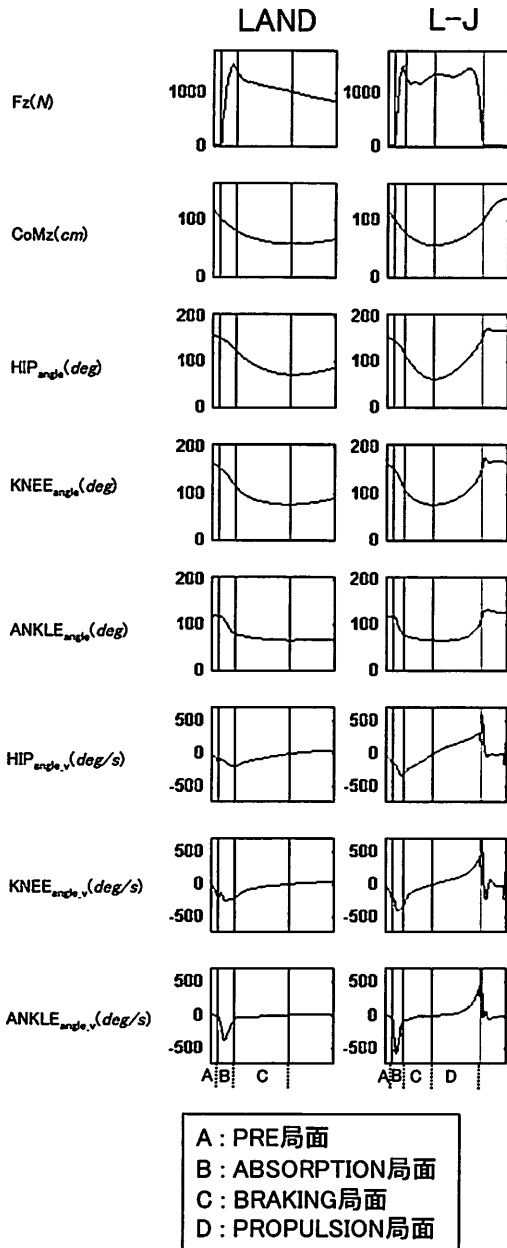 LAND L-J
Fz(N) 1000 0 1000 0
CoMz(cm) 100 0 100 0
HIPangle(deg) 200 100 0 200 100 0
KNEEangle(deg) 200 100 0 200 100 0
ANKLEangle(deg) 200 100 0 200 100 0
HIPangle_v(deg/s) 500 0 -500 500 0 -500
KNEEangle_v(deg/s) 500 0 -500 500 0 -500
ANKLEangle_v(deg/s) 500 0 -500 500 0 -500
A B C A B C D
A : PRE局面
B : ABSORPTION局面
C : BRAKING局面
D : PROPULSION局面